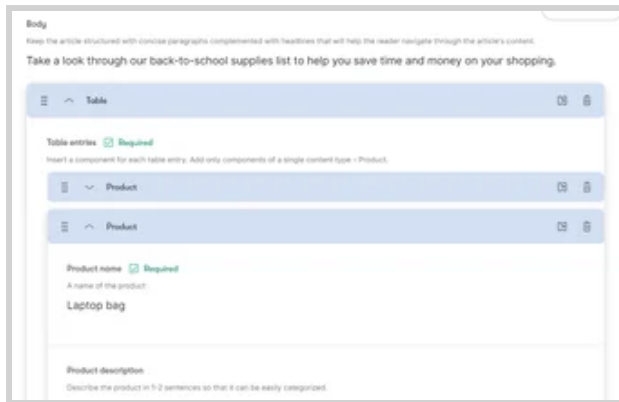 Body
Keep the article structured with concise paragraphs complemented with headlines that will help the reader navigate through the article's content.
Take a look through our back-to-school supplies list to help you save time and money on your shopping.
Table
Table entries Required
Insert a component for each table entry. Add only components of a single content type - Product.
Product
Product
Product name Required
A name of the product
Laptop bag
Product description
Describe the product in 1-2 sentences so that it can be easily categorized.